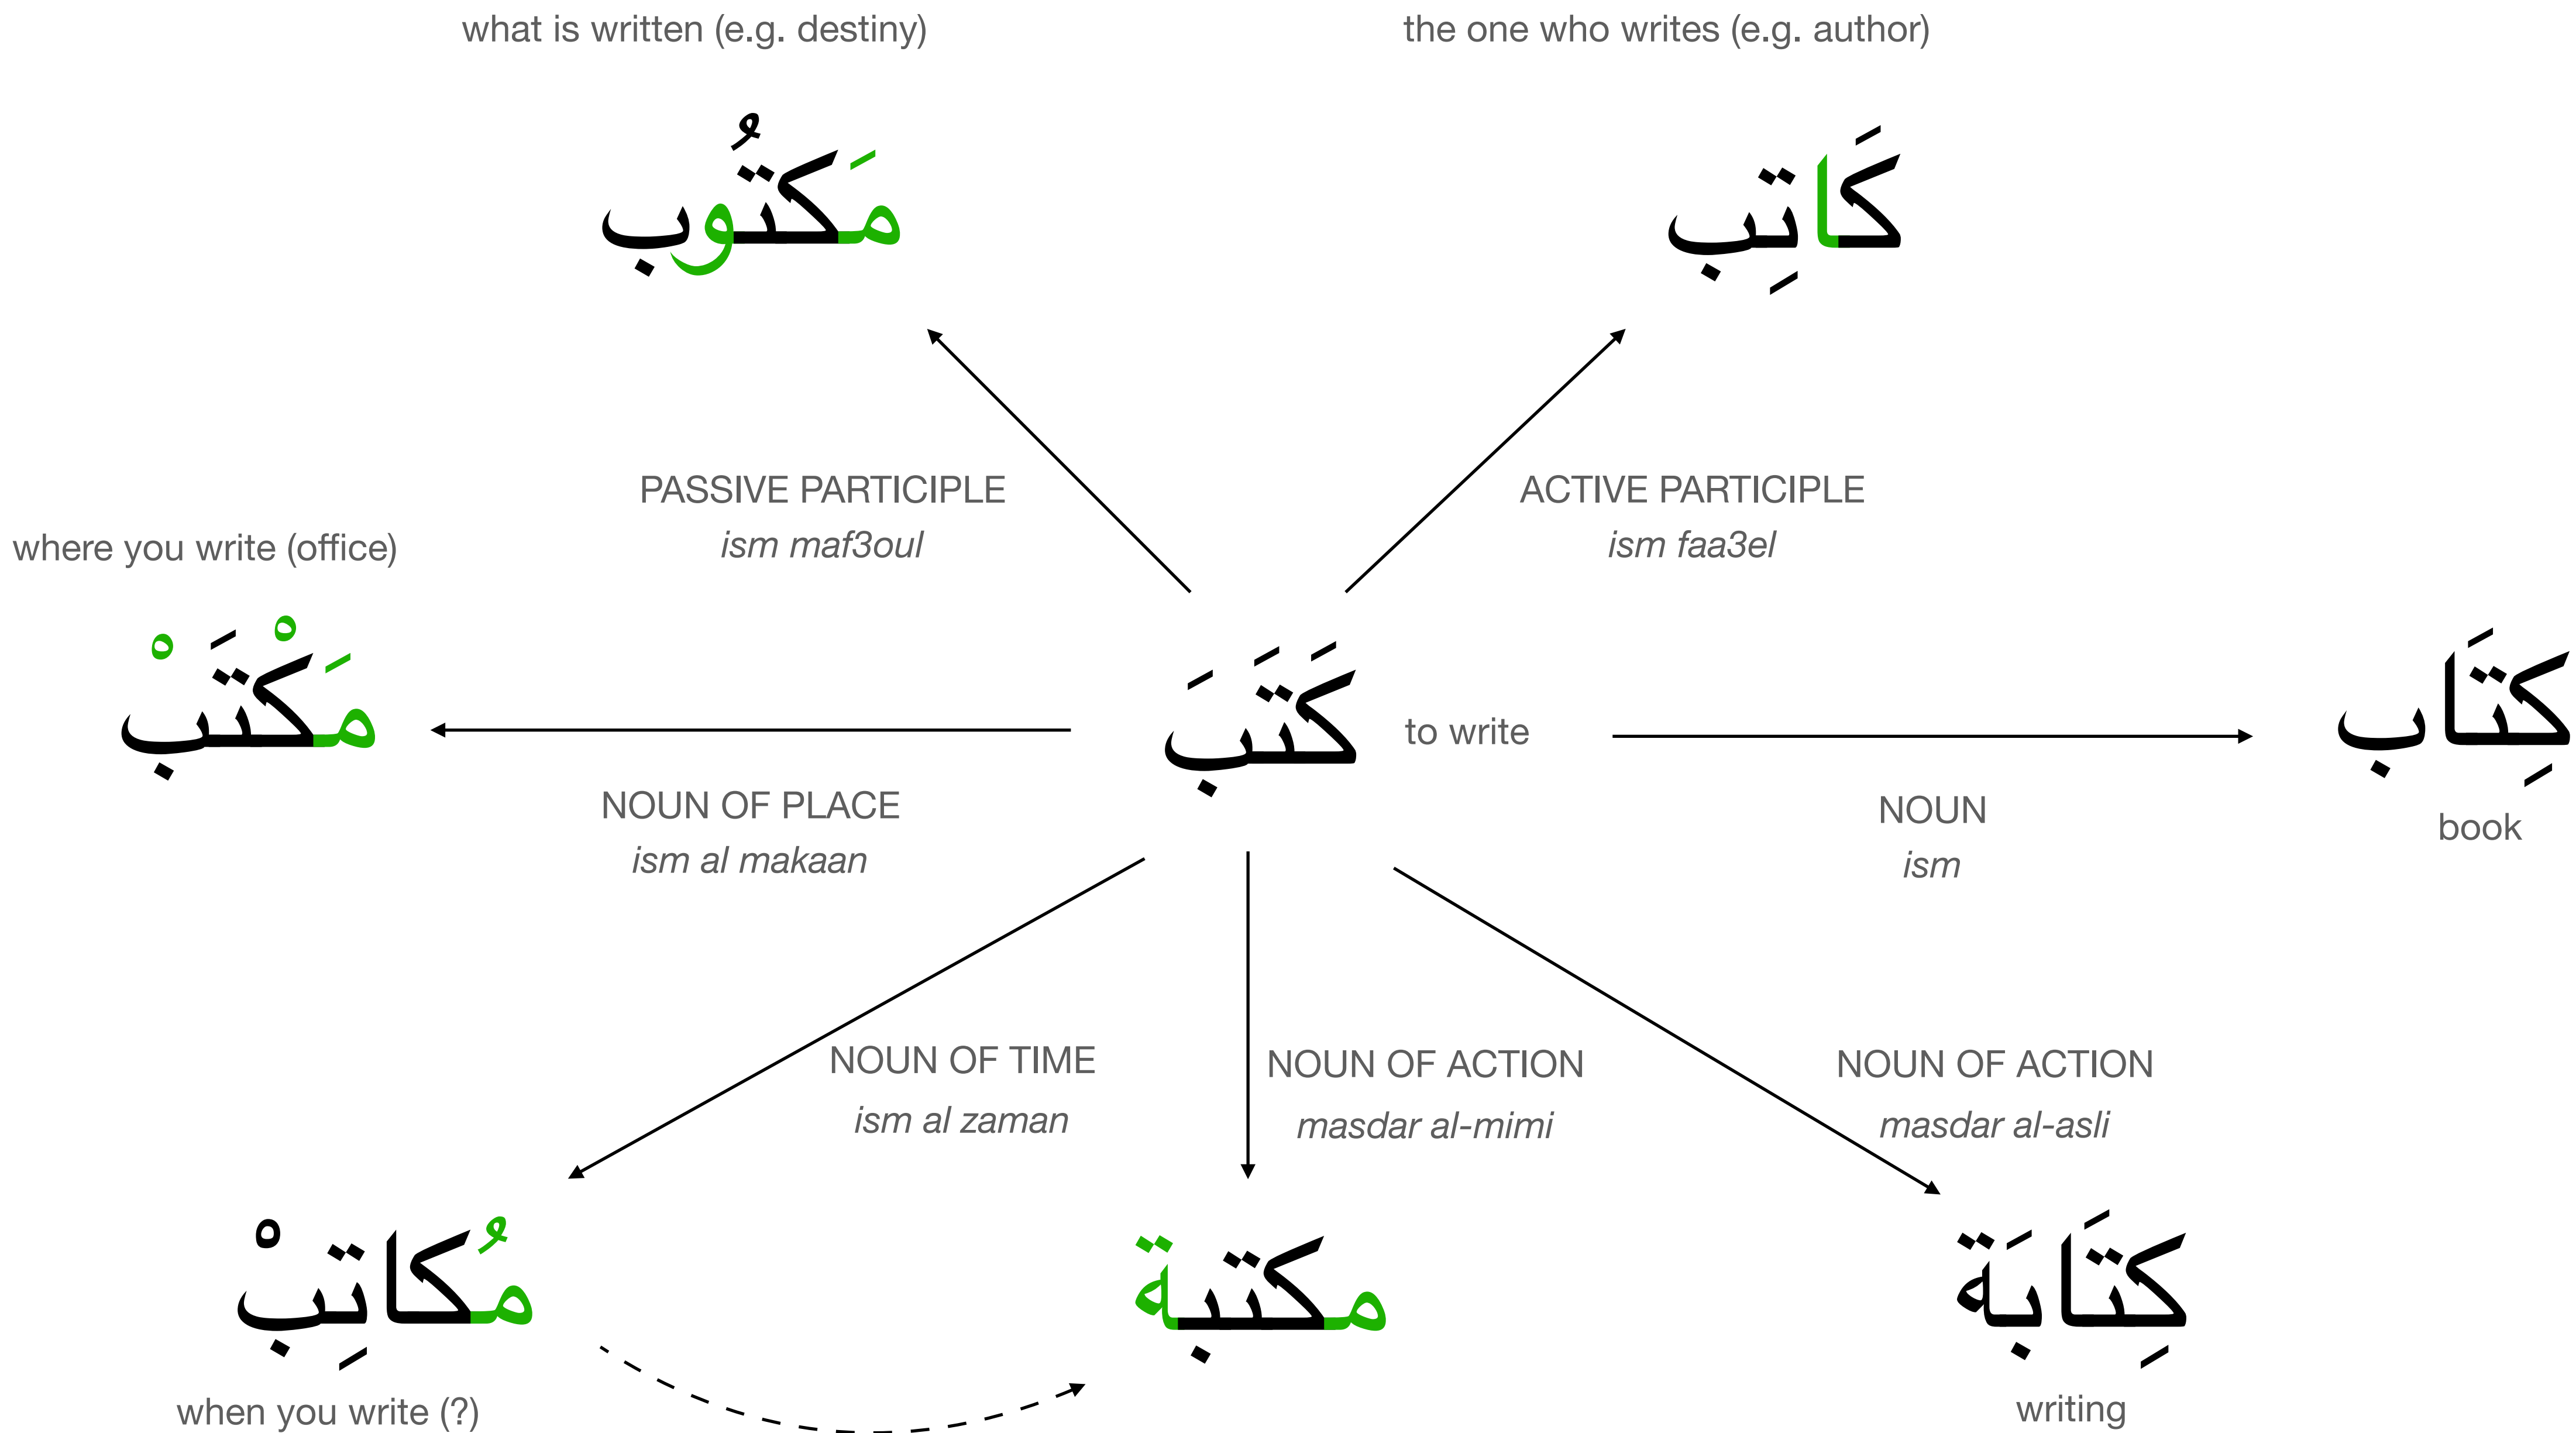 what is written (e.g. destiny)
the one who writes (e.g. author)
مَكتُوب
كَاتِب
PASSIVE PARTICIPLE
ism maf3oul
ACTIVE PARTICIPLE
ism faa3el
where you write (office)
مَكْتَبْ
كَتَبَ
to write
كِتَاب
NOUN OF PLACE
ism al makaan
NOUN
ism
book
NOUN OF TIME
ism al zaman
NOUN OF ACTION
masdar al-mimi
NOUN OF ACTION
masdar al-asli
مُكاتِبْ
مكتبة
كِتَابَة
when you write (?)
writing